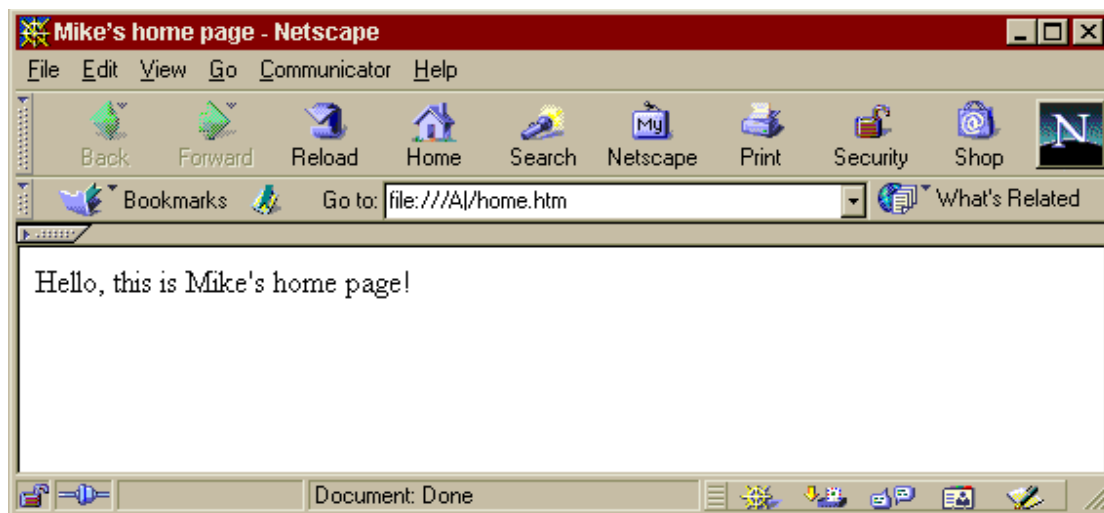 Mike's home page - Netscape
File Edit View Go Communicator Help
My N
Back Forward Reload Home Search Netscape Print Security Shop
Bookmarks Go to: file:///A|/home.htm What's Related
Hello, this is Mike's home page!
Document: Done